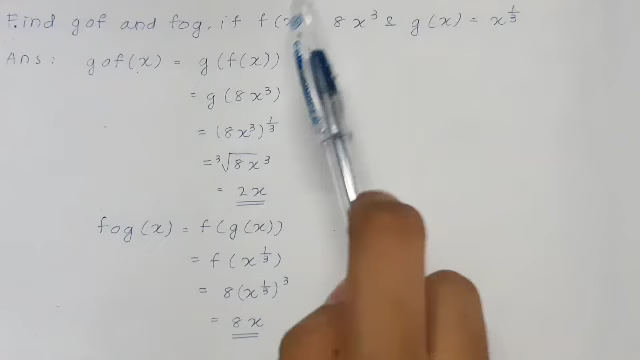 Find gof and fog, if f(x 8x³ & g(x) = x^{1/3}
Ans: gof(x) = g(f(x))
= g(8x³)
= (8x³)^{1/3}
= ³√8x³
= 2x
fog(x) = f(g(x))
= f(x^{1/3})
= 8(x^{1/3})³
= 8x